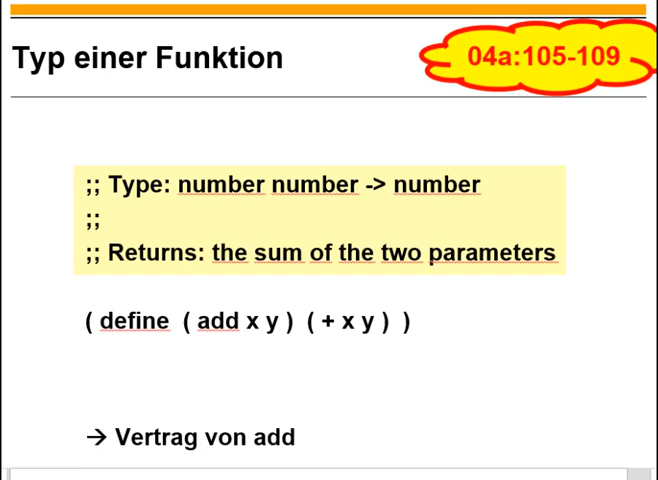 Typ einer Funktion
04a:105-109
;; Type: number number -> number
;;
;; Returns: the sum of the two parameters
( define ( add x y ) ( + x y ) )
→ Vertrag von add